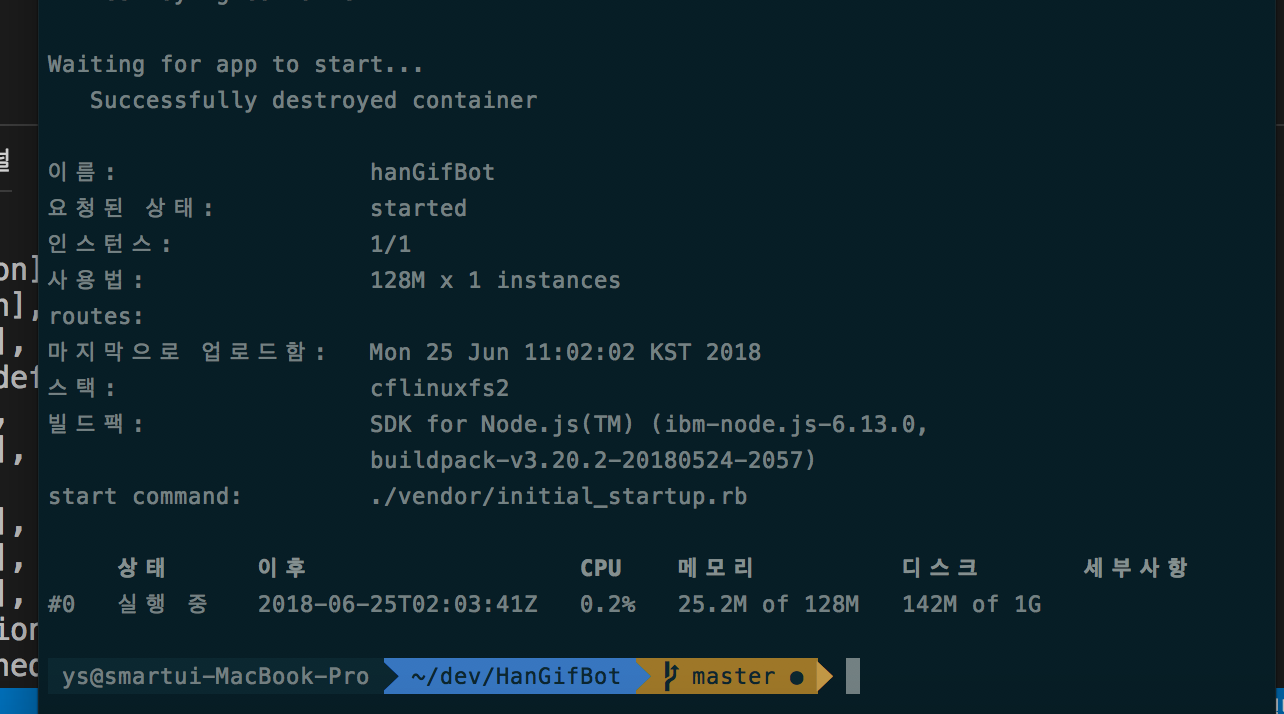 Waiting for app to start...
Successfully destroyed container
이름: hanGifBot
요청된 상태: started
인스턴스: 1/1
사용법: 128M x 1 instances
routes:
마지막으로 업로드함: Mon 25 Jun 11:02:02 KST 2018
스택: cflinuxfs2
빌드팩: SDK for Node.js(TM) (ibm-node.js-6.13.0,
buildpack-v3.20.2-20180524-2057)
start command: ./vendor/initial_startup.rb
상태 이후 CPU 메모리 디스크 세부사항
#0 실행 중 2018-06-25T02:03:41Z 0.2% 25.2M of 128M 142M of 1G
ys@smartui-MacBook-Pro ~/dev/HanGifBot master ●